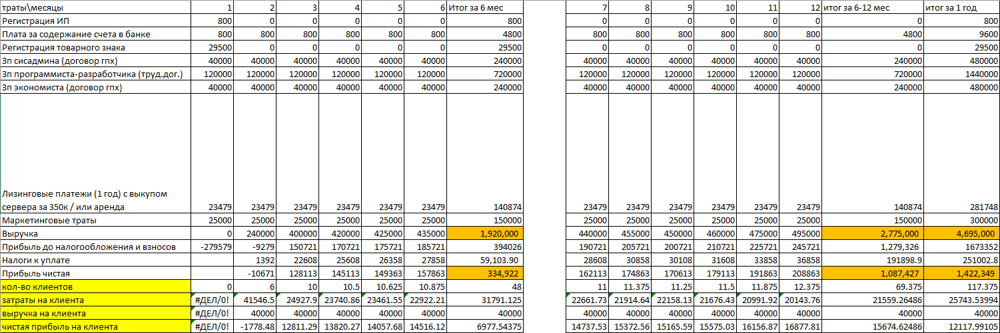 траты\месяцы 1 2 3 4 5 6 Итог за 6 мес 7 8 9 10 11 12 итог за 6-12 мес итог за 1 год
Регистрация ИП 800 0 0 0 0 0 800 0 0 0 0 0 0 0 800
Плата за содержание счета в банке 800 800 800 800 800 800 4800 800 800 800 800 800 800 4800 9600
Регистрация товарного знака 29500 0 0 0 0 0 29500 0 0 0 0 0 0 0 29500
Зп сисадмина (договор гпх) 40000 40000 40000 40000 40000 40000 240000 40000 40000 40000 40000 40000 40000 240000 480000
Зп программиста-разработчика (труд.дог.) 120000 120000 120000 120000 120000 120000 720000 120000 120000 120000 120000 120000 120000 720000 1440000
Зп экономиста (договор гпх) 40000 40000 40000 40000 40000 40000 240000 40000 40000 40000 40000 40000 40000 240000 480000
Лизинговые платежи (1 год) с выкупом
сервера за 350к / или аренда 23479 23479 23479 23479 23479 23479 140874 23479 23479 23479 23479 23479 23479 140874 281748
Маркетинговые траты 25000 25000 25000 25000 25000 25000 150000 25000 25000 25000 25000 25000 25000 150000 300000
Выручка 0 240000 400000 420000 425000 435000 1,920,000 440000 455000 450000 460000 475000 495000 2,775,000 4,695,000
Прибыль до налогообложения и взносов -279579 -9279 150721 170721 175721 185721 394026 190721 205721 200721 210721 225721 245721 1,279,326 1673352
Налоги к уплате 1392 22608 25608 26358 27858 59,103.90 28608 30858 30108 31608 33858 36858 191898.9 251002.8
Прибыль чистая -10671 128113 145113 149363 157863 334,922 162113 174863 170613 179113 191863 208863 1,087,427 1,422,349
кол-во клиентов 0 6 10 10.5 10.625 10.875 48 11 11.375 11.25 11.5 11.875 12.375 69.375 117.375
затраты на клиента #ДЕЛ/0! 41546.5 24927.9 23740.86 23461.55 22922.21 31791.125 22661.73 21914.64 22158.13 21676.43 20991.92 20143.76 21559.26486 25743.53994
выручка на клиента #ДЕЛ/0! 40000 40000 40000 40000 40000 40000 40000 40000 40000 40000 40000 40000 40000 40000
чистая прибыль на клиента #ДЕЛ/0! -1778.48 12811.29 13820.27 14057.68 14516.12 6977.54375 14737.53 15372.56 15165.59 15575.03 16156.87 16877.81 15674.62486 12117.99105